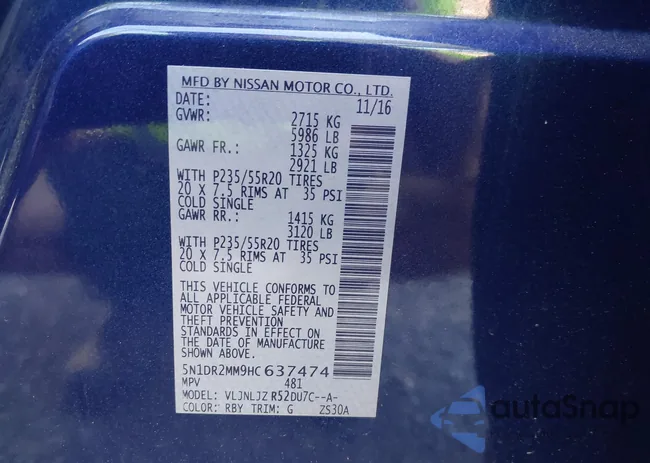 MFD BY NISSAN MOTOR CO., LTD.
DATE: 11/16
GVWR: 2715 KG
5986 LB
GAWR FR.: 1325 KG
2921 LB
WITH P235/55R20 TIRES
20 X 7.5 RIMS AT 35 PSI
COLD SINGLE
GAWR RR.: 1415 KG
3120 LB
WITH P235/55R20 TIRES
20 X 7.5 RIMS AT 35 PSI
COLD SINGLE
THIS VEHICLE CONFORMS TO
ALL APPLICABLE FEDERAL
MOTOR VEHICLE SAFETY AND
THEFT PREVENTION
STANDARDS IN EFFECT ON
THE DATE OF MANUFACTURE
SHOWN ABOVE.
5N1DR2MM9HC637474
MPV 481
MODEL: VLJNLJZ R52DU7C--A-
COLOR: RBY TRIM: G ZS30A
autoSnap